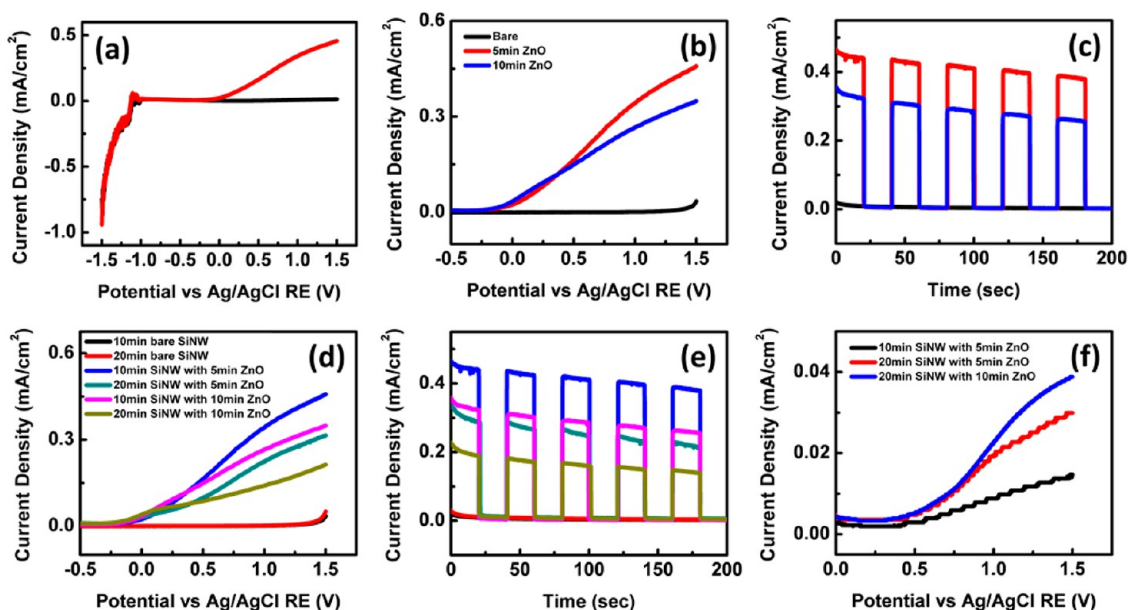 (a)
Current Density (mA/cm²)
0.5
0.0
-0.5
-1.0
-1.5 -1.0 -0.5 0.0 0.5 1.0 1.5
Potential vs Ag/AgCl RE (V)
(b)
Current Density (mA/cm²)
0.6
0.3
0.0
Bare
5min ZnO
10min ZnO
-0.5 0.0 0.5 1.0 1.5
Potential vs Ag/AgCl RE (V)
(c)
Current Density (mA/cm²)
0.4
0.2
0.0
0 50 100 150 200
Time (sec)
(d)
Current Density (mA/cm²)
0.6
0.3
0.0
10min bare SiNW
20min bare SiNW
10min SiNW with 5min ZnO
20min SiNW with 5min ZnO
10min SiNW with 10min ZnO
20min SiNW with 10min ZnO
-0.5 0.0 0.5 1.0 1.5
Potential vs Ag/AgCl RE (V)
(e)
Current Density (mA/cm²)
0.4
0.2
0.0
0 50 100 150 200
Time (sec)
(f)
Current Density (mA/cm²)
0.04
0.02
0.00
10min SiNW with 5min ZnO
20min SiNW with 5min ZnO
20min SiNW with 10min ZnO
0.0 0.5 1.0 1.5
Potential vs Ag/AgCl RE (V)